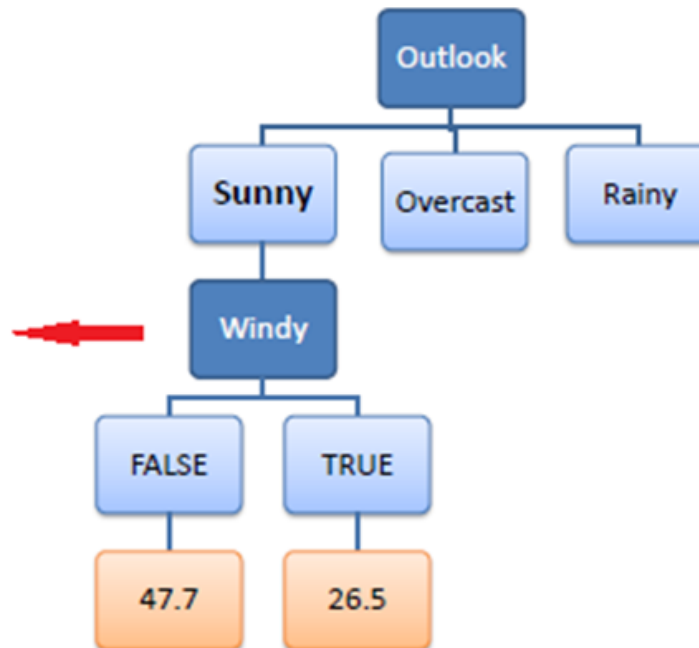 Outlook
Sunny
Overcast
Rainy
Windy
FALSE
TRUE
47.7
26.5